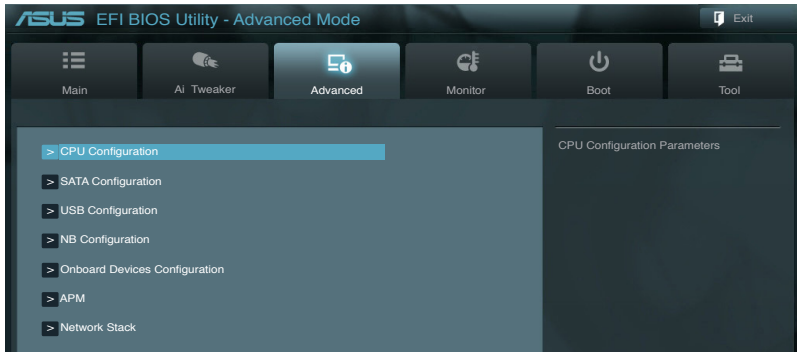 ASUS EFI BIOS Utility - Advanced Mode
Exit
Main
Ai Tweaker
Advanced
Monitor
Boot
Tool
> CPU Configuration
> SATA Configuration
> USB Configuration
> NB Configuration
> Onboard Devices Configuration
> APM
> Network Stack
CPU Configuration Parameters